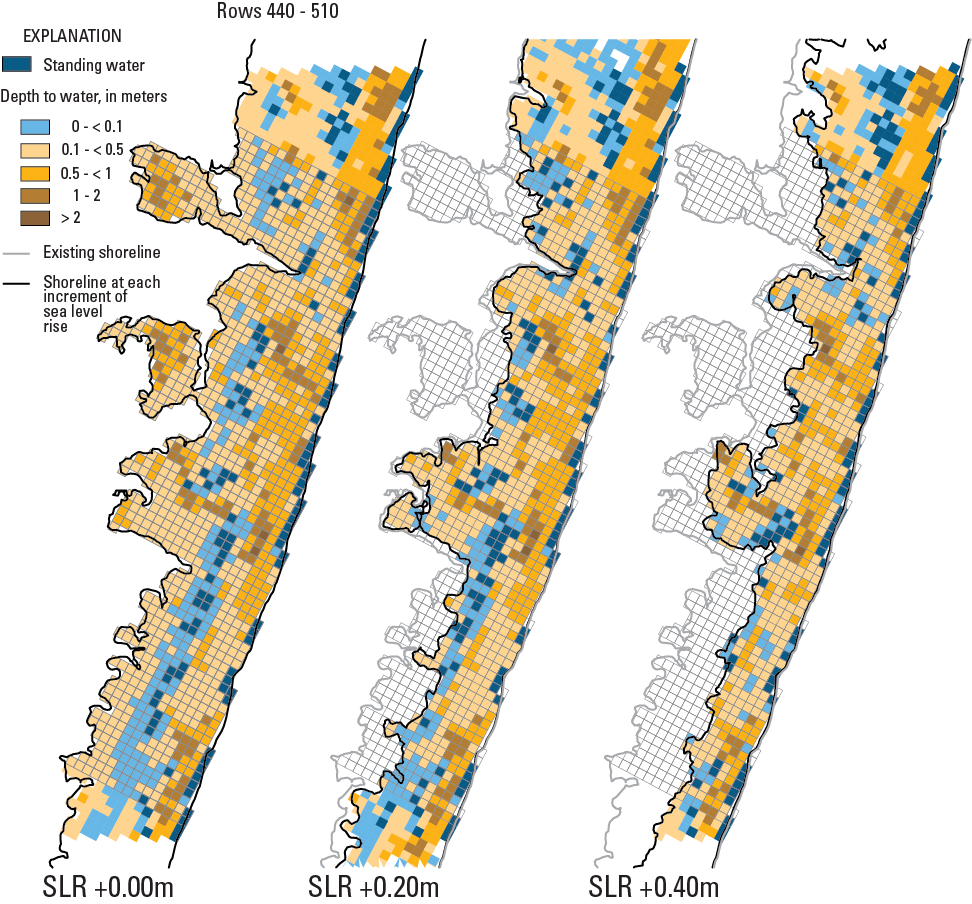 Rows 440 - 510
EXPLANATION
Standing water
Depth to water, in meters
0 - < 0.1
0.1 - < 0.5
0.5 - < 1
1 - 2
> 2
Existing shoreline
Shoreline at each
increment of
sea level
rise
SLR +0.00m
SLR +0.20m
SLR +0.40m